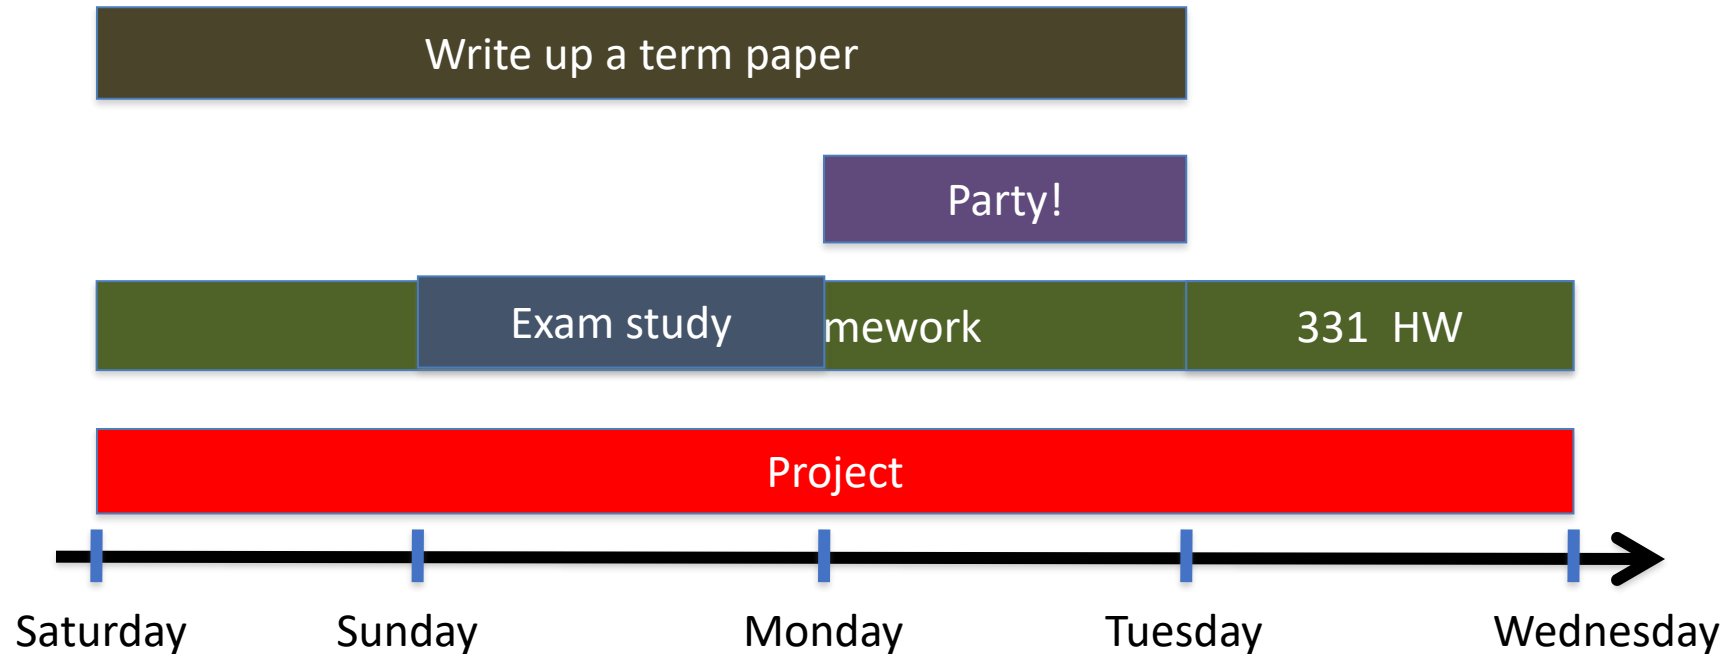 Write up a term paper
Party!
Exam study mework 331 HW
Project
Saturday Sunday Monday Tuesday Wednesday